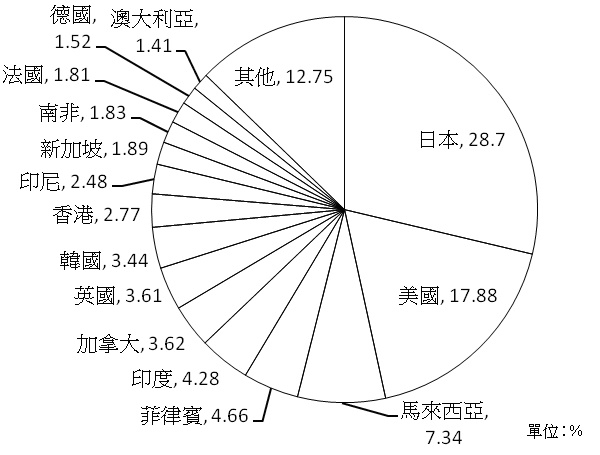 日本, 28.7
美國, 17.88
馬來西亞,
7.34
菲律賓, 4.66
印度, 4.28
加拿大, 3.62
英國, 3.61
韓國, 3.44
香港, 2.77
印尼, 2.48
新加坡, 1.89
南非, 1.83
法國, 1.81
德國,
1.52
澳大利亞,
1.41
其他, 12.75
單位：%